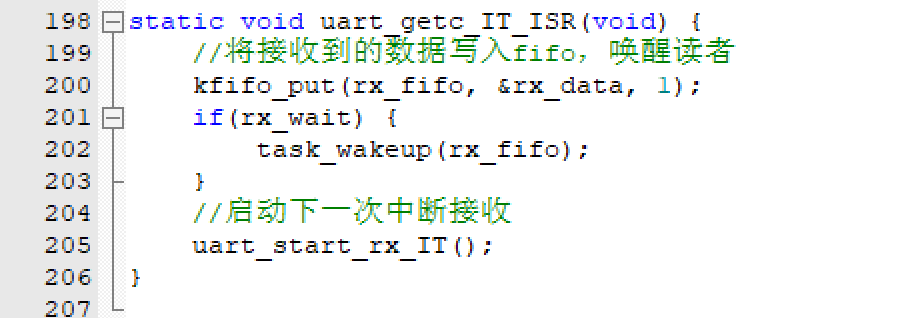 198 static void uart_getc_IT_ISR(void) {
199 //将接收到的数据写入fifo，唤醒读者
200 kfifo_put(rx_fifo, &rx_data, 1);
201 if(rx_wait) {
202 task_wakeup(rx_fifo);
203 }
204 //启动下一次中断接收
205 uart_start_rx_IT();
206 }
207